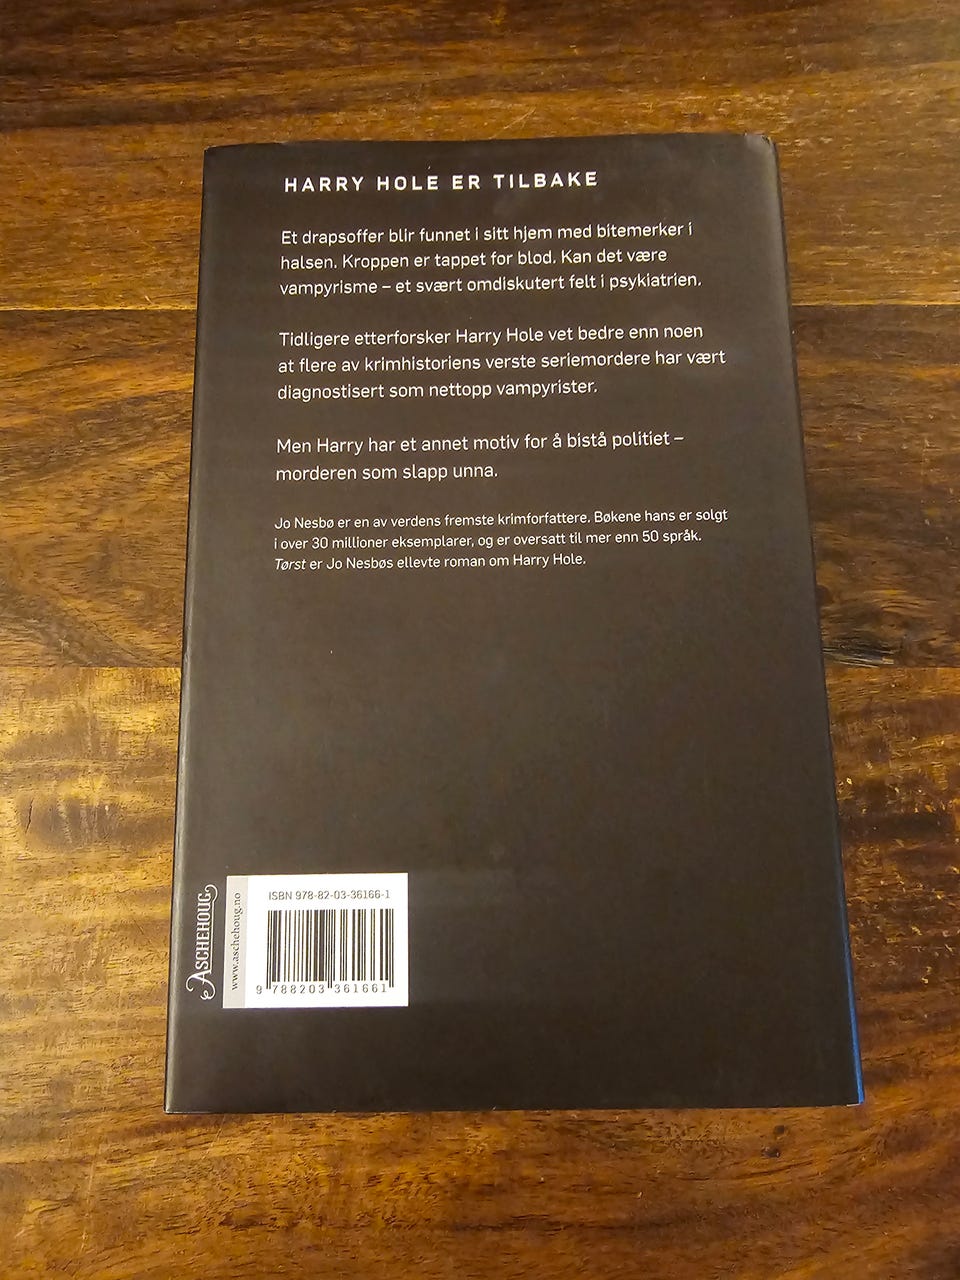 HARRY HOLE ER TILBAKE
Et drapsoffer blir funnet i sitt hjem med bitemerker i
halsen. Kroppen er tappet for blod. Kan det være
vampyrisme – et svært omdiskutert felt i psykiatrien.
Tidligere etterforsker Harry Hole vet bedre enn noen
at flere av krimhistoriens verste seriemordere har vært
diagnostisert som nettopp vampyrister.
Men Harry har et annet motiv for å bistå politiet –
morderen som slapp unna.
Jo Nesbø er en av verdens fremste krimforfattere. Bøkene hans er solgt
i over 30 millioner eksemplarer, og er oversatt til mer enn 50 språk.
Tørst er Jo Nesbøs ellevte roman om Harry Hole.
ASCHEHOUG
www.aschehoug.no
ISBN 978-82-03-36166-1
9 788203 361661